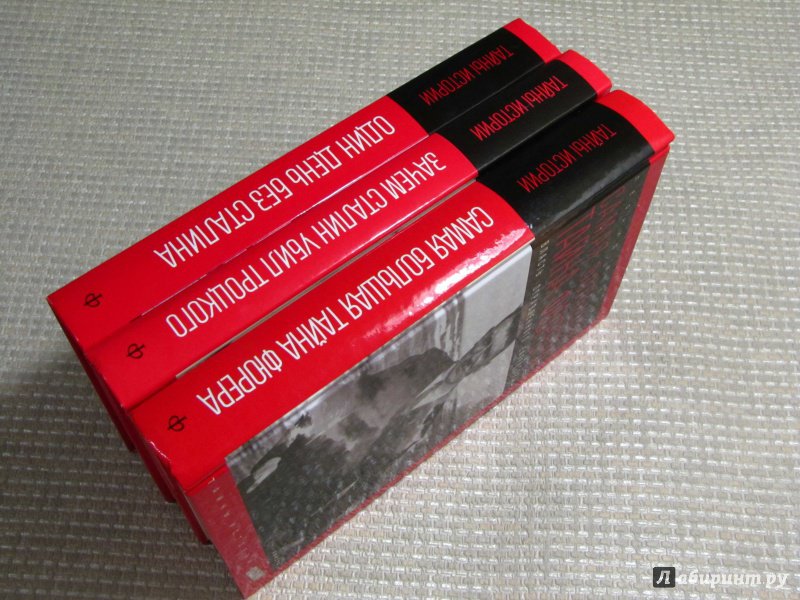 ТАЙНЫ ИСТОРИИ
ОДИН ДЕНЬ БЕЗ СТАЛИНА
ТАЙНЫ ИСТОРИИ
ЗАЧЕМ СТАЛИН УБИЛ ТРОЦКОГО
ТАЙНЫ ИСТОРИИ
САМАЯ БОЛЬШАЯ ТАЙНА ФЮРЕРА
Лабиринт.ру